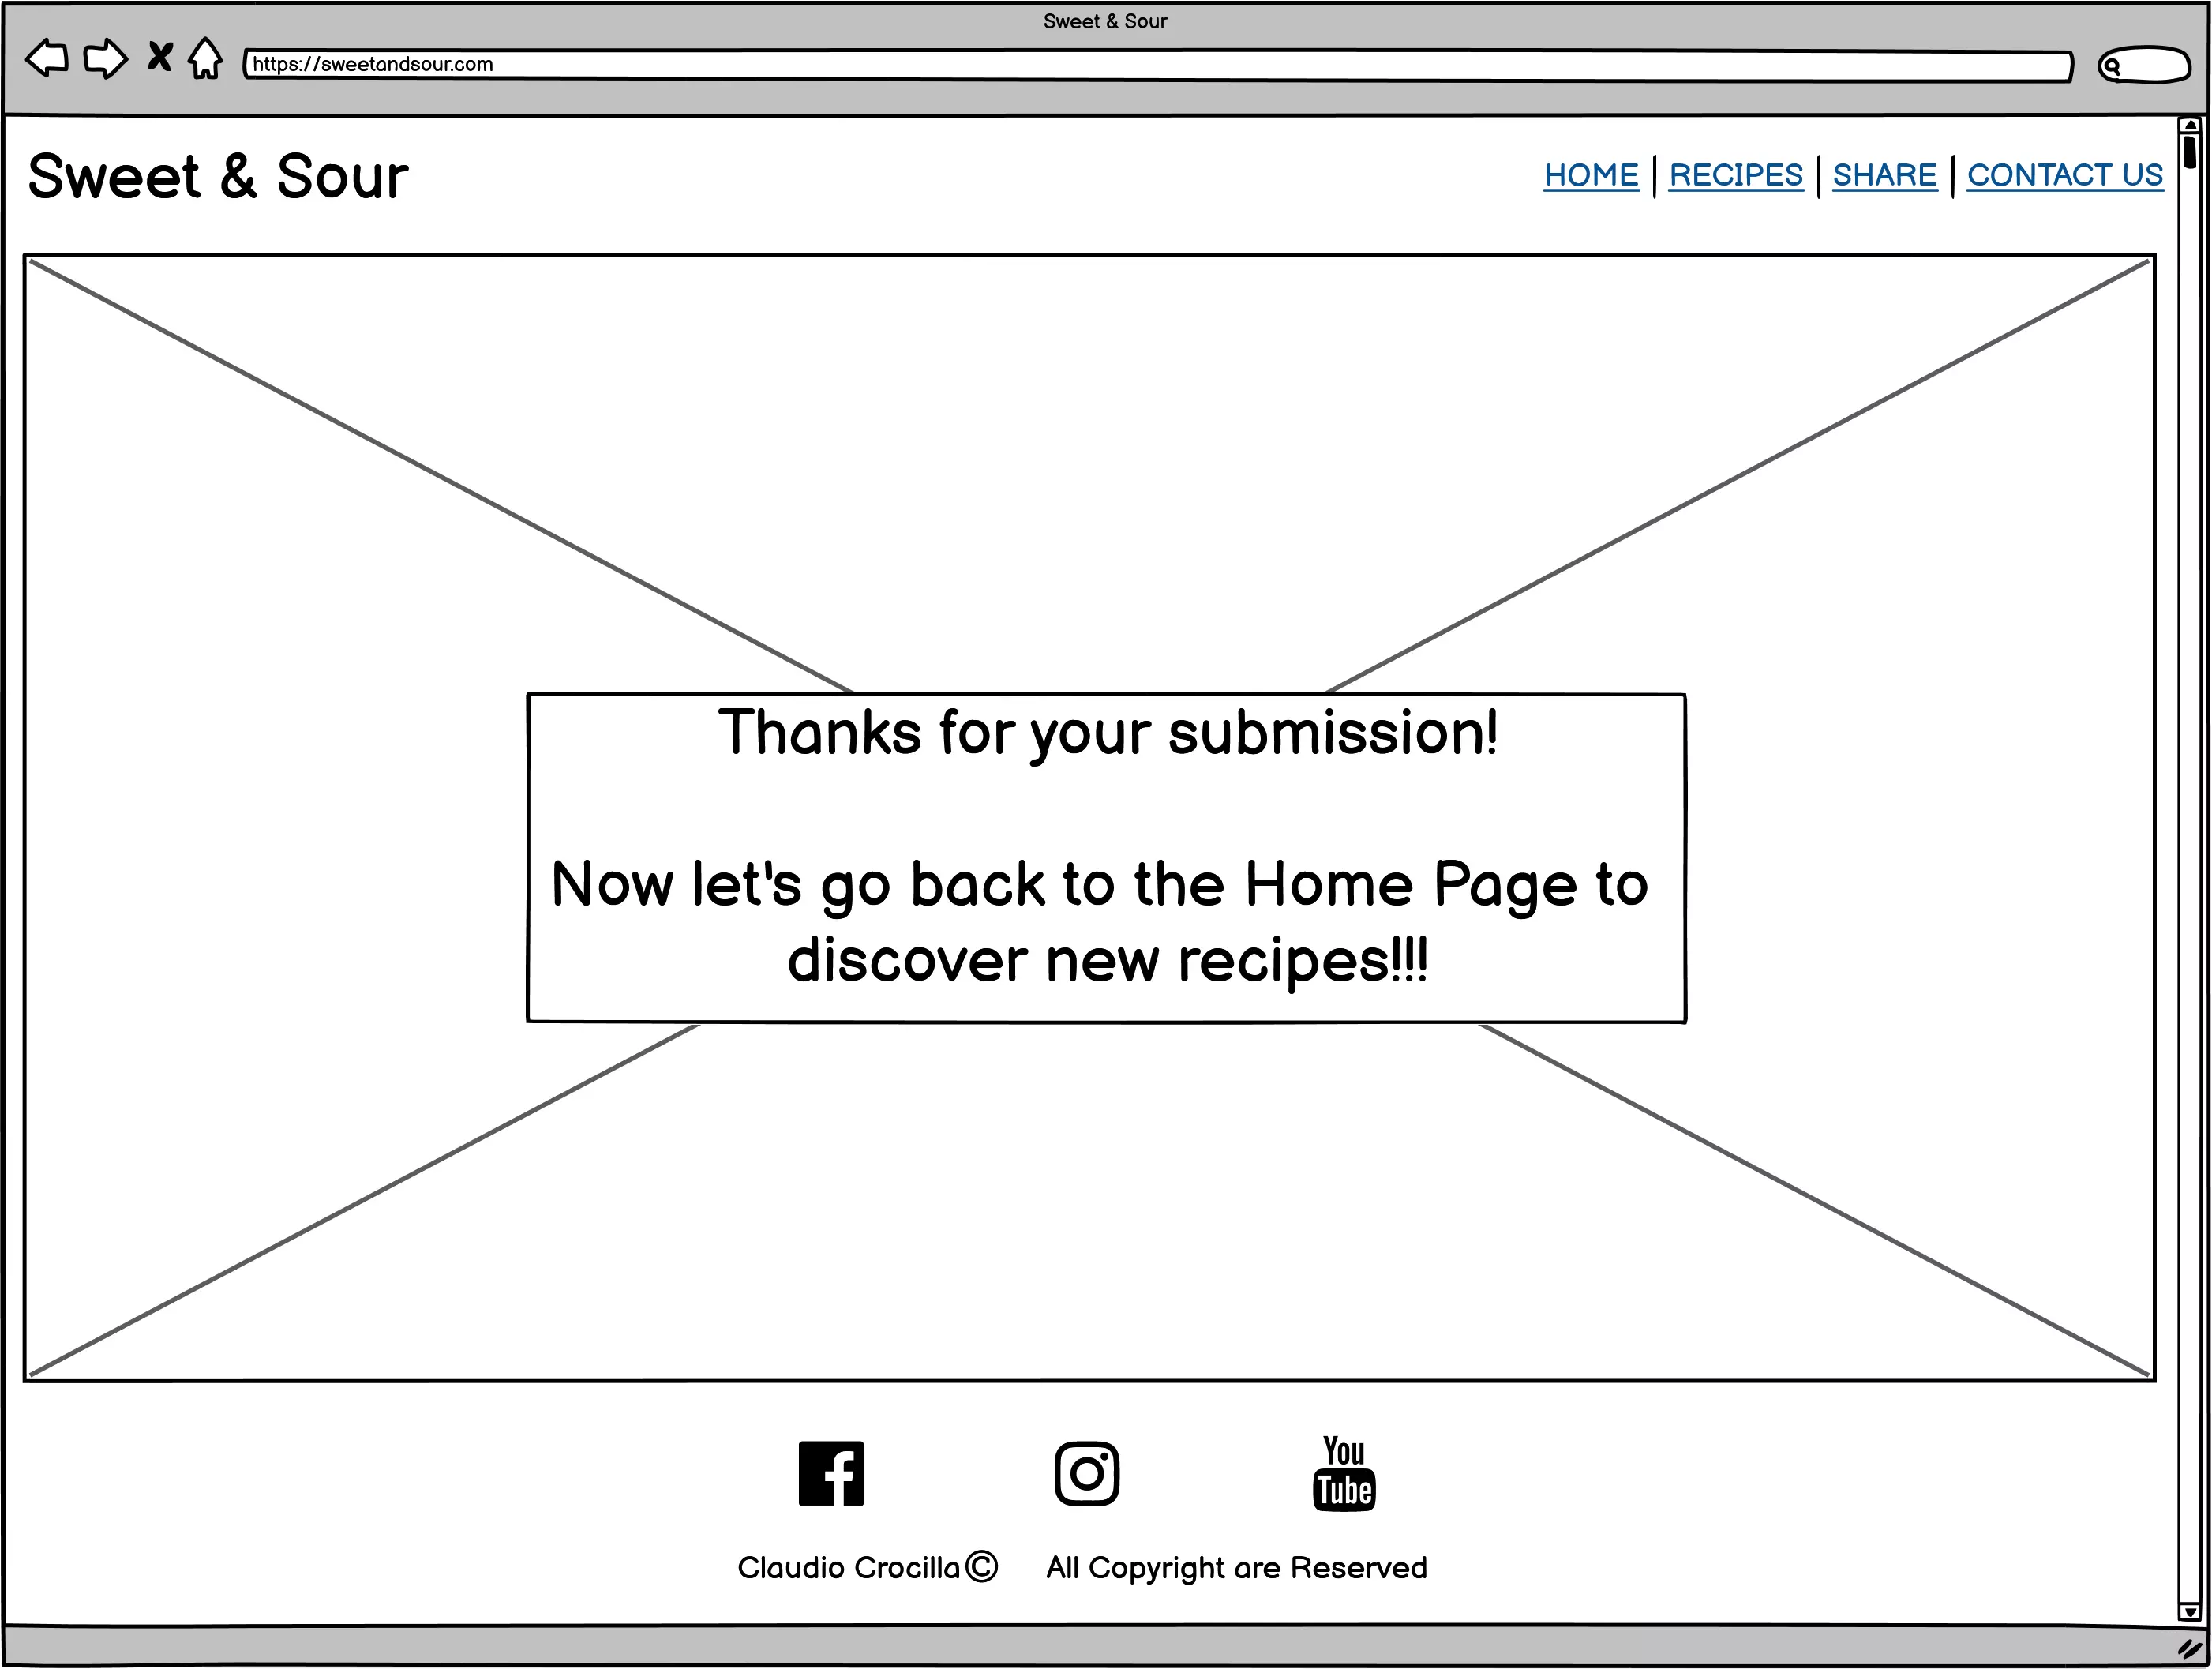 Sweet & Sour
https://sweetandsour.com
Sweet & Sour
HOME | RECIPES | SHARE | CONTACT US
Thanks for your submission!
Now let's go back to the Home Page to
discover new recipes!!!
You
Tube
Claudio Crocilla© All Copyright are Reserved